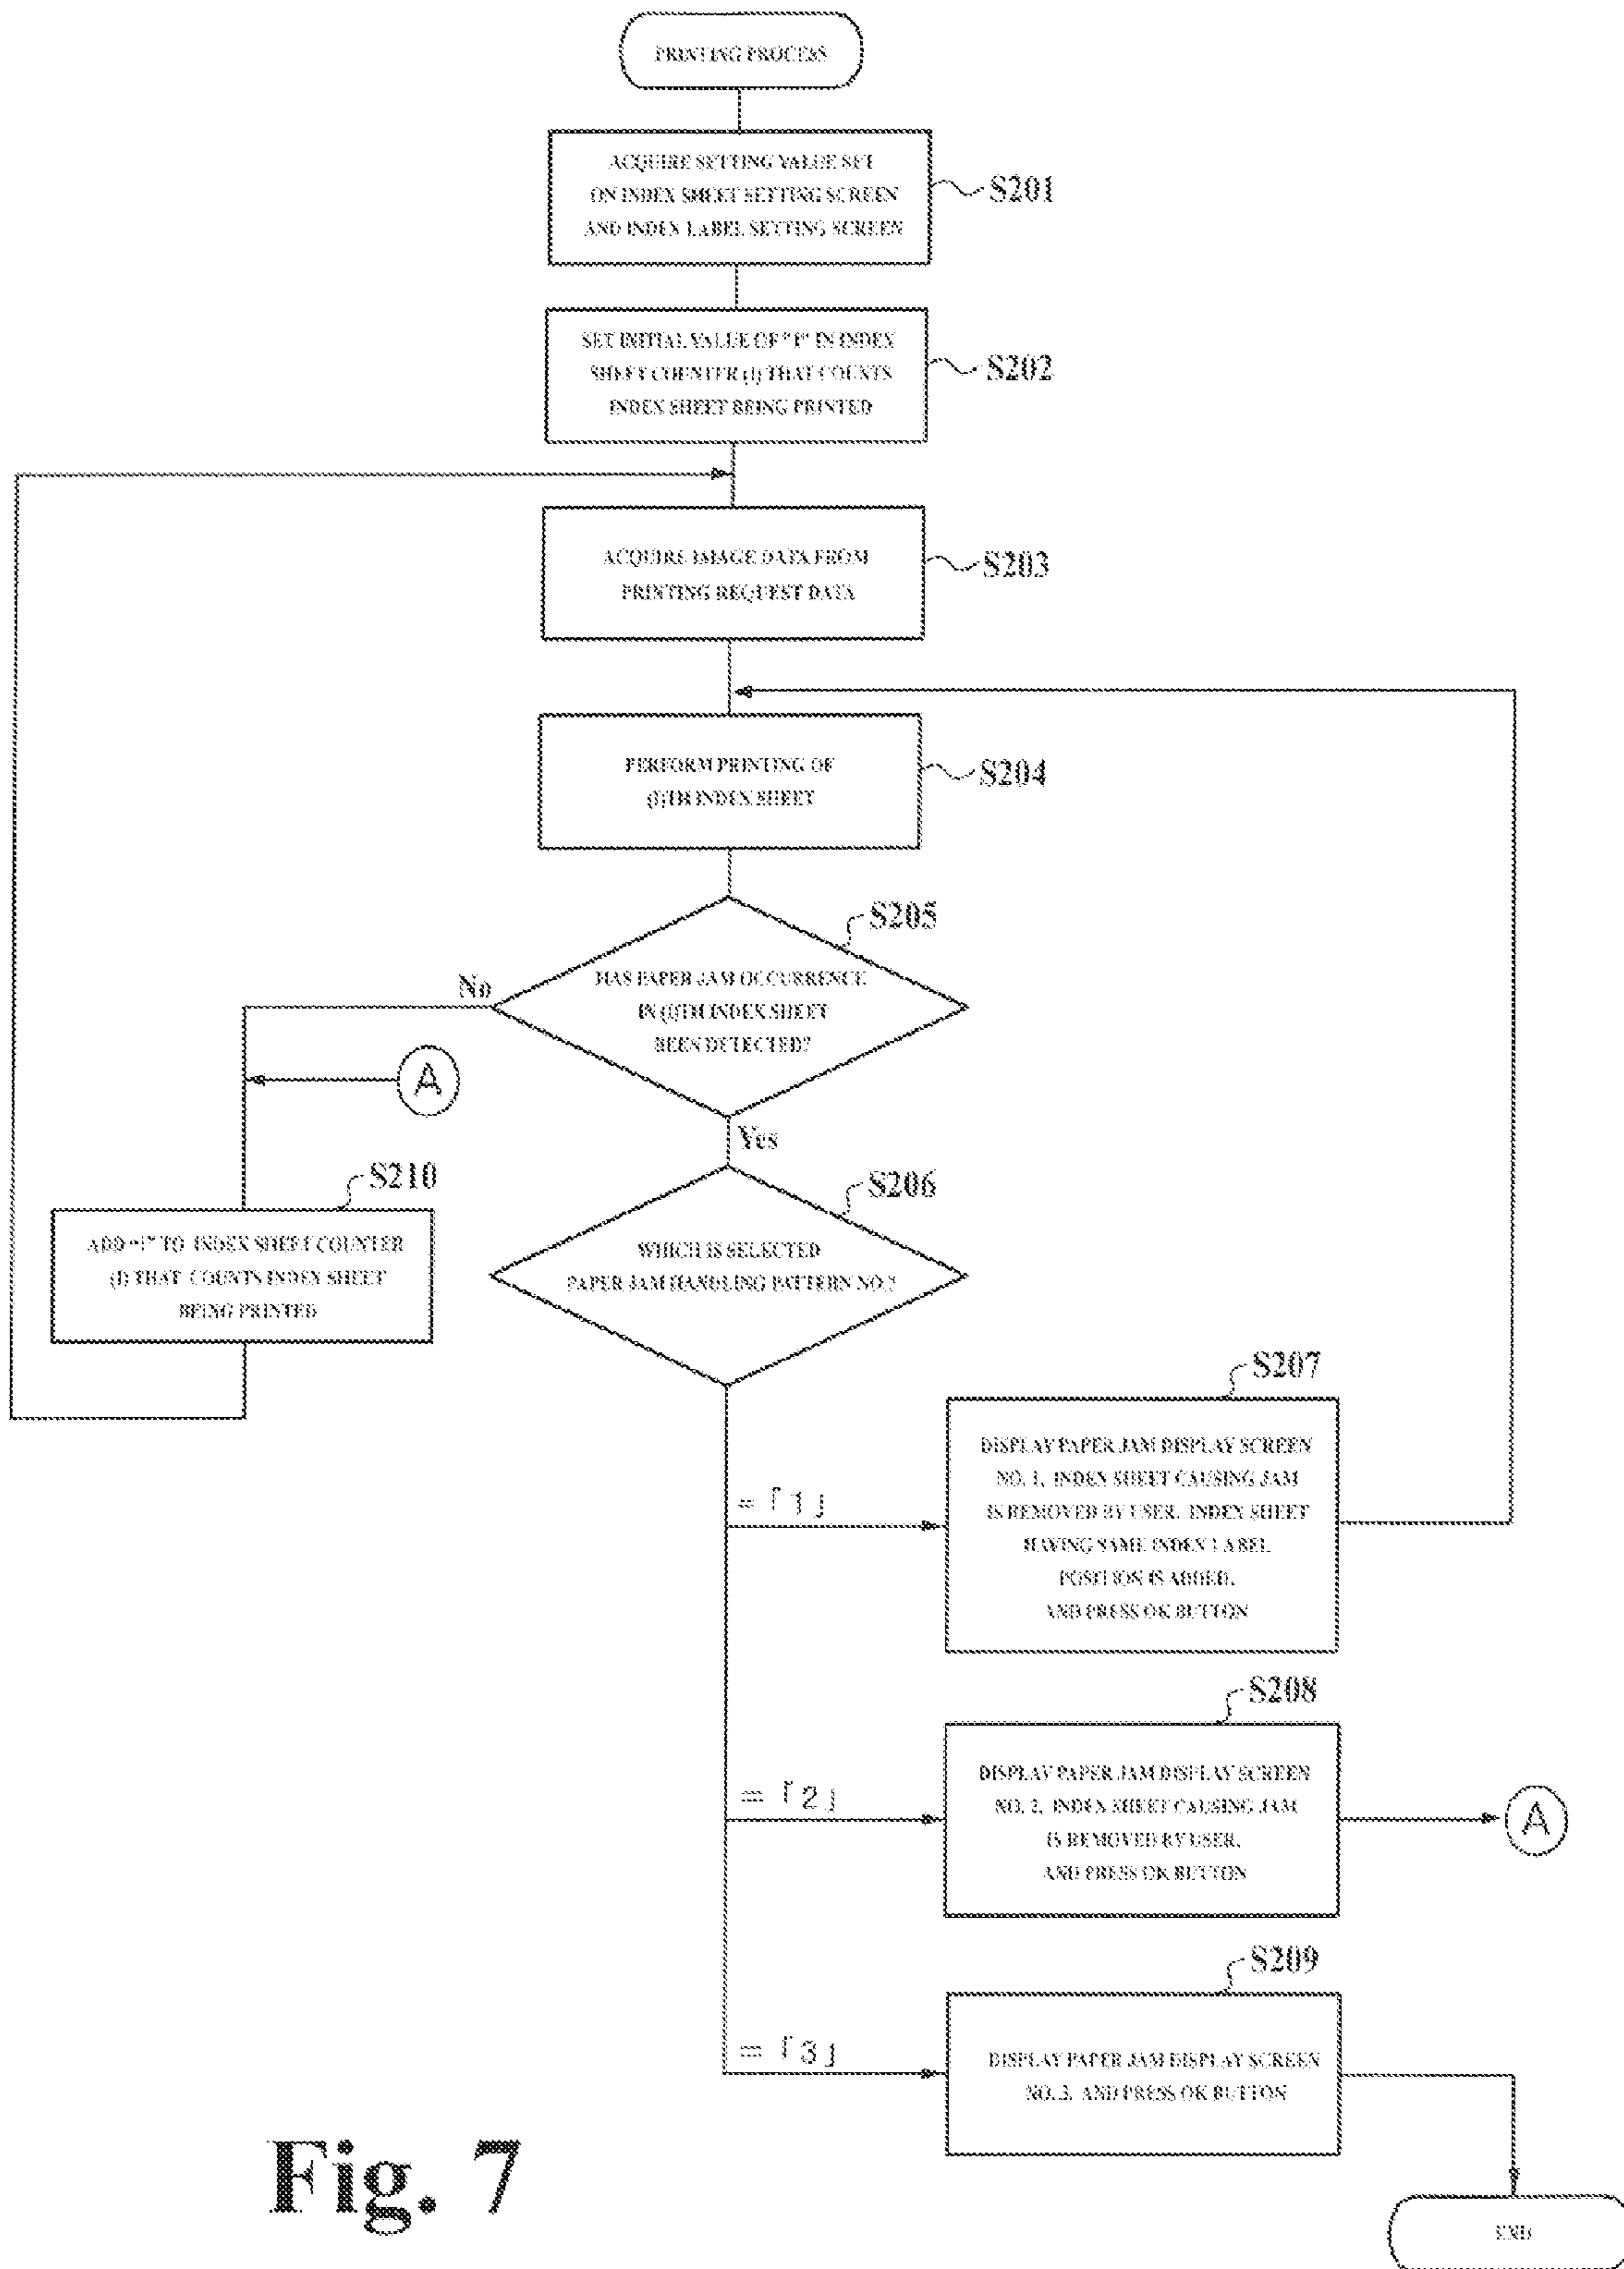 PRINTING PROCESS
ACQUIRE SETTING VALUE SET
ON INDEX SHEET SETTING SCREEN
AND INDEX LABEL SETTING SCREEN
S201
SET INITIAL VALUE OF "1" IN INDEX
SHEET COUNTER (I) THAT COUNTS
INDEX SHEET BEING PRINTED
S202
ACQUIRE IMAGE DATA FROM
PRINTING REQUEST DATA
S203
PERFORM PRINTING OF
(I)TH INDEX SHEET
S204
S205
HAS PAPER JAM OCCURRENCE
IN (I)TH INDEX SHEET
BEEN DETECTED?
No
A
Yes
S210
ADD "1" TO INDEX SHEET COUNTER
(I) THAT COUNTS INDEX SHEET
BEING PRINTED
S206
WHICH IS SELECTED
PAPER JAM HANDLING PATTERN NO.?
S207
=「1」
DISPLAY PAPER JAM DISPLAY SCREEN
NO. 1, INDEX SHEET CAUSING JAM
IS REMOVED BY USER, INDEX SHEET
HAVING SAME INDEX LABEL
POSITION IS ADDED,
AND PRESS OK BUTTON
S208
=「2」
DISPLAY PAPER JAM DISPLAY SCREEN
NO. 2, INDEX SHEET CAUSING JAM
IS REMOVED BY USER,
AND PRESS OK BUTTON
A
S209
=「3」
DISPLAY PAPER JAM DISPLAY SCREEN
NO. 3, AND PRESS OK BUTTON
END
Fig. 7